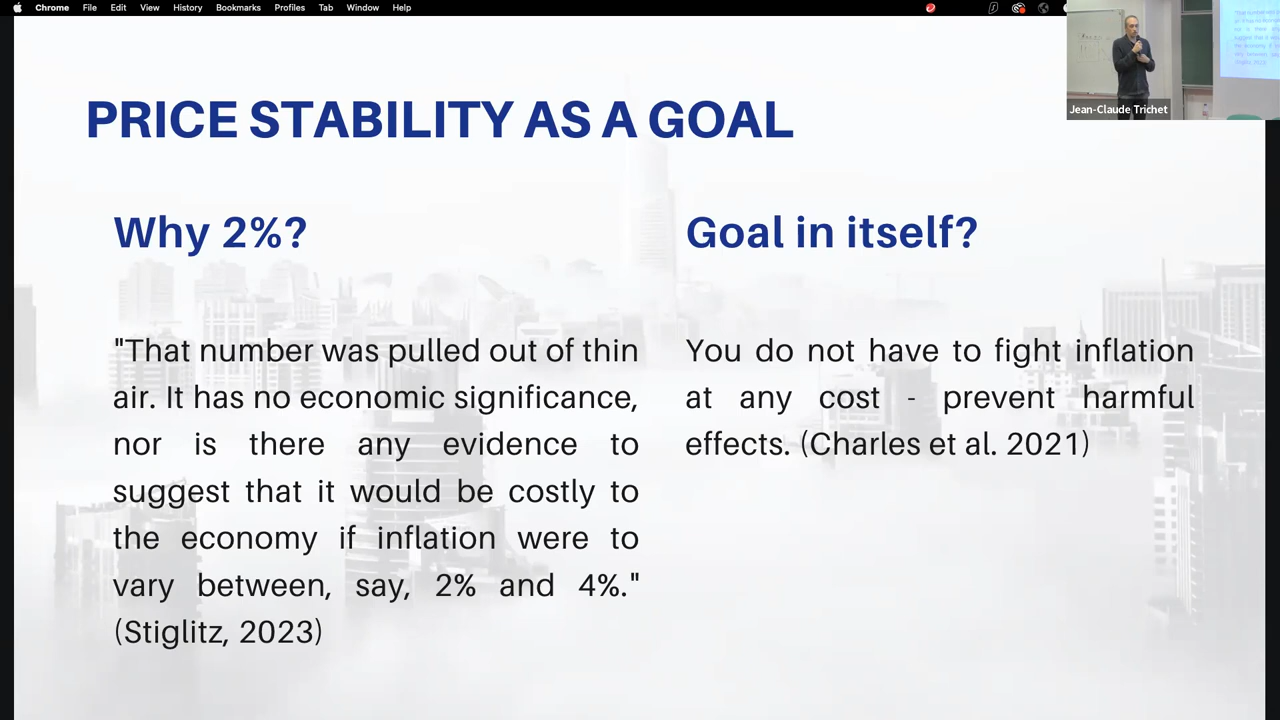 Chrome File Edit View History Bookmarks Profiles Tab Window Help
Jean-Claude Trichet
PRICE STABILITY AS A GOAL
Why 2%?
"That number was pulled out of thin
air. It has no economic significance,
nor is there any evidence to
suggest that it would be costly to
the economy if inflation were to
vary between, say, 2% and 4%."
(Stiglitz, 2023)
Goal in itself?
You do not have to fight inflation
at any cost - prevent harmful
effects. (Charles et al. 2021)